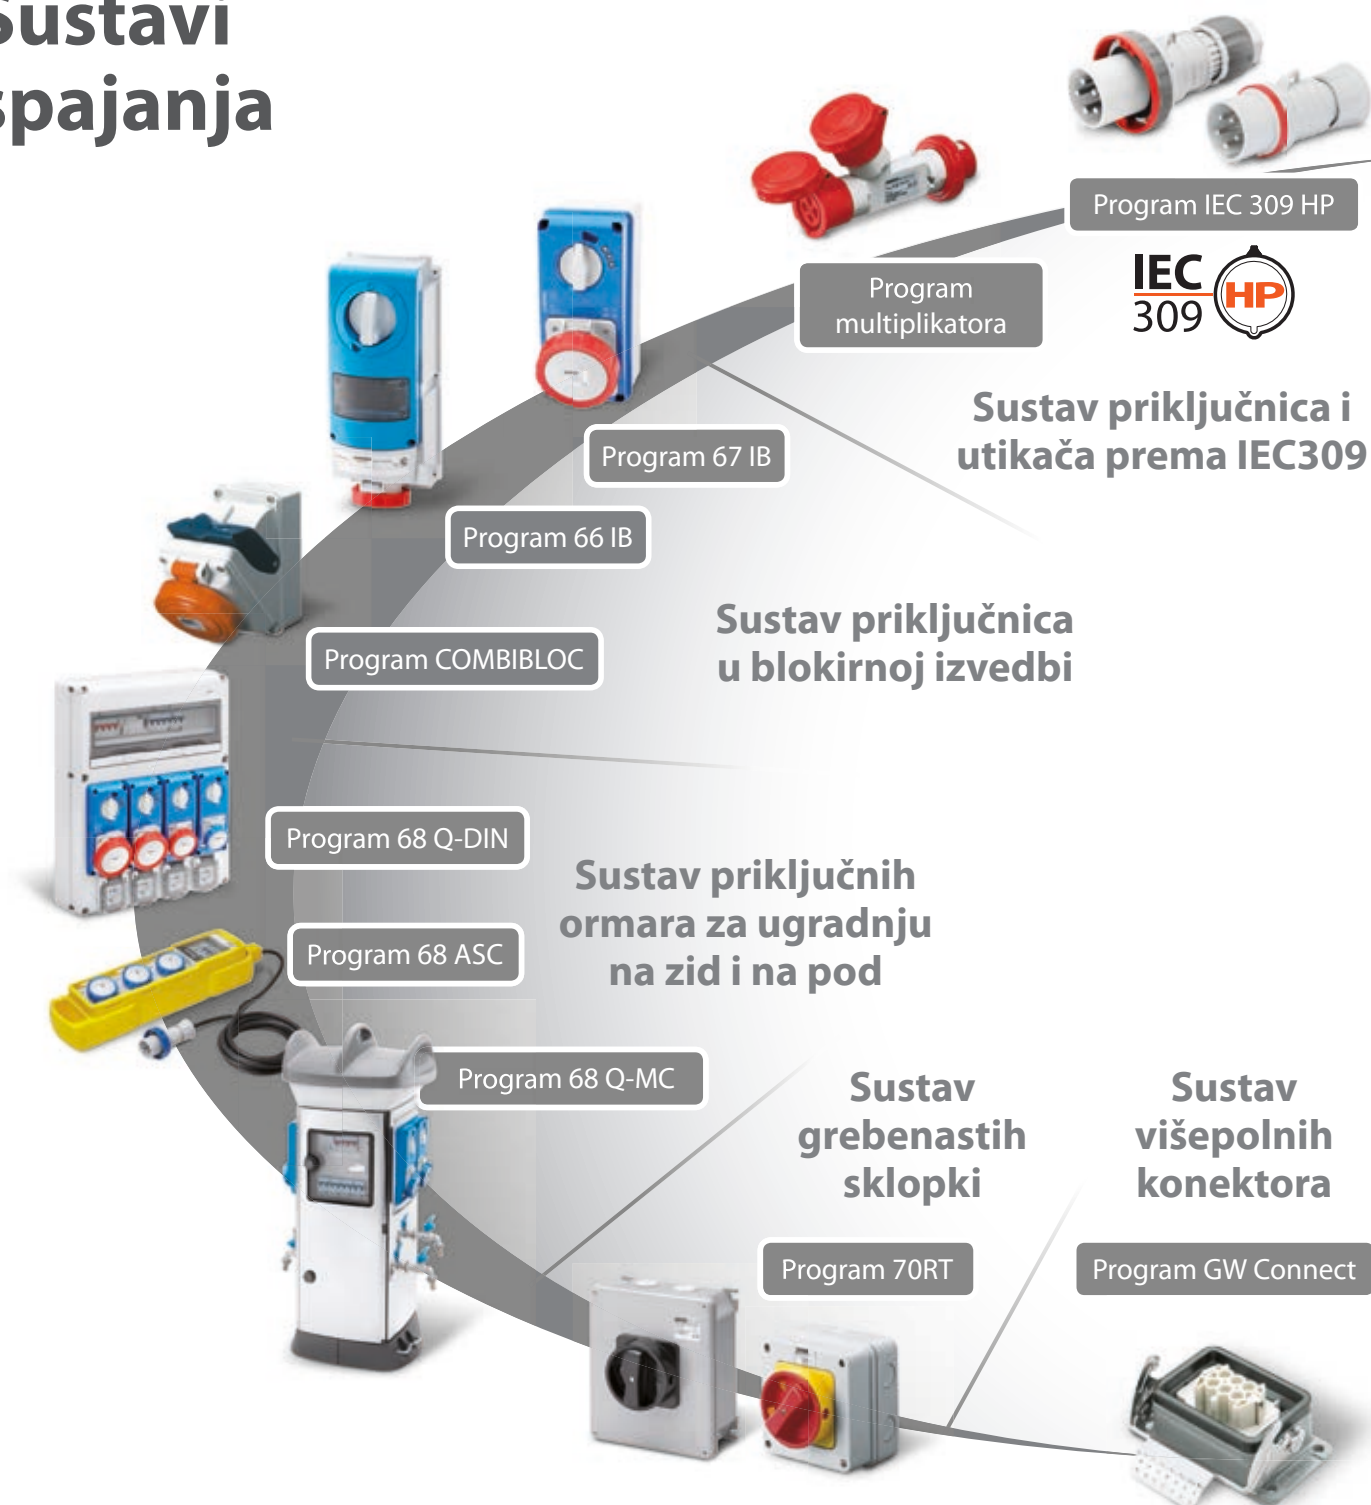 Sustavi
spajanja
Program IEC 309 HP
IEC
309
HP
Program
multiplikatora
Sustav priključnica i
utikača prema IEC309
Program 67 IB
Program 66 IB
Sustav priključnica
u blokirnoj izvedbi
Program COMBIBLOC
Program 68 Q-DIN
Sustav priključnih
ormara za ugradnju
na zid i na pod
Program 68 ASC
Program 68 Q-MC
Sustav
grebenastih
sklopki
Sustav
višepolnih
konektora
Program 70RT
Program GW Connect